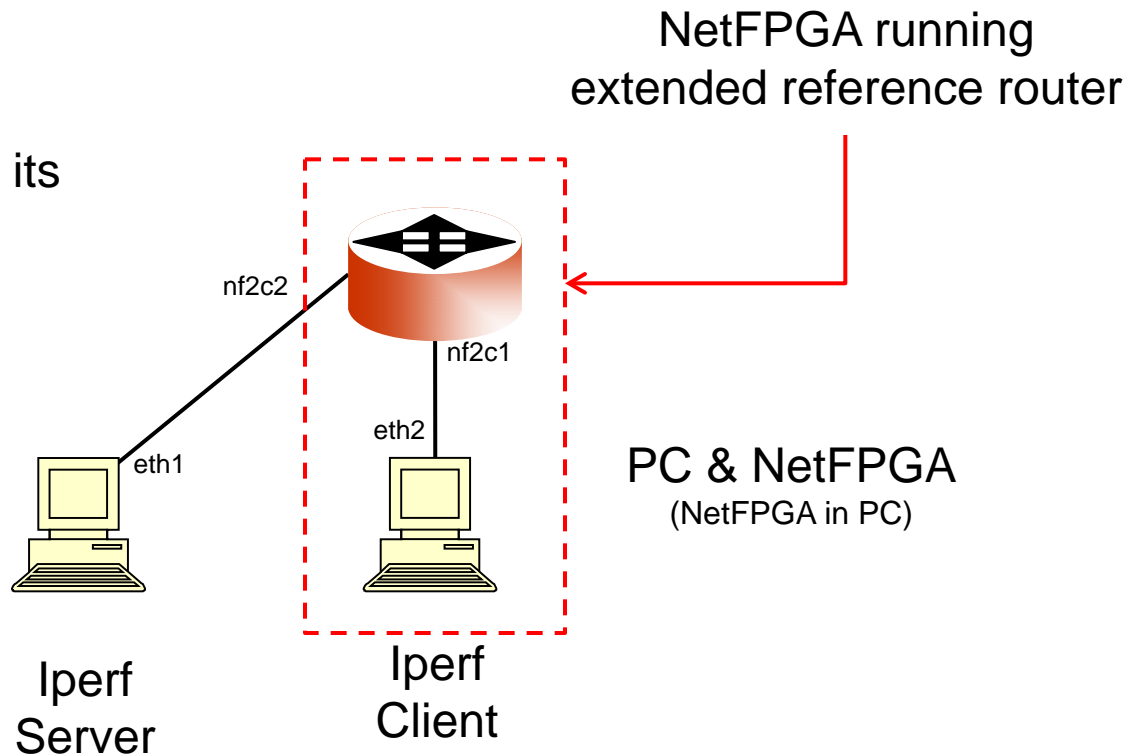 NetFPGA running
extended reference router
its
nf2c2
nf2c1
eth2
eth1
PC & NetFPGA
(NetFPGA in PC)
Iperf
Server
Iperf
Client